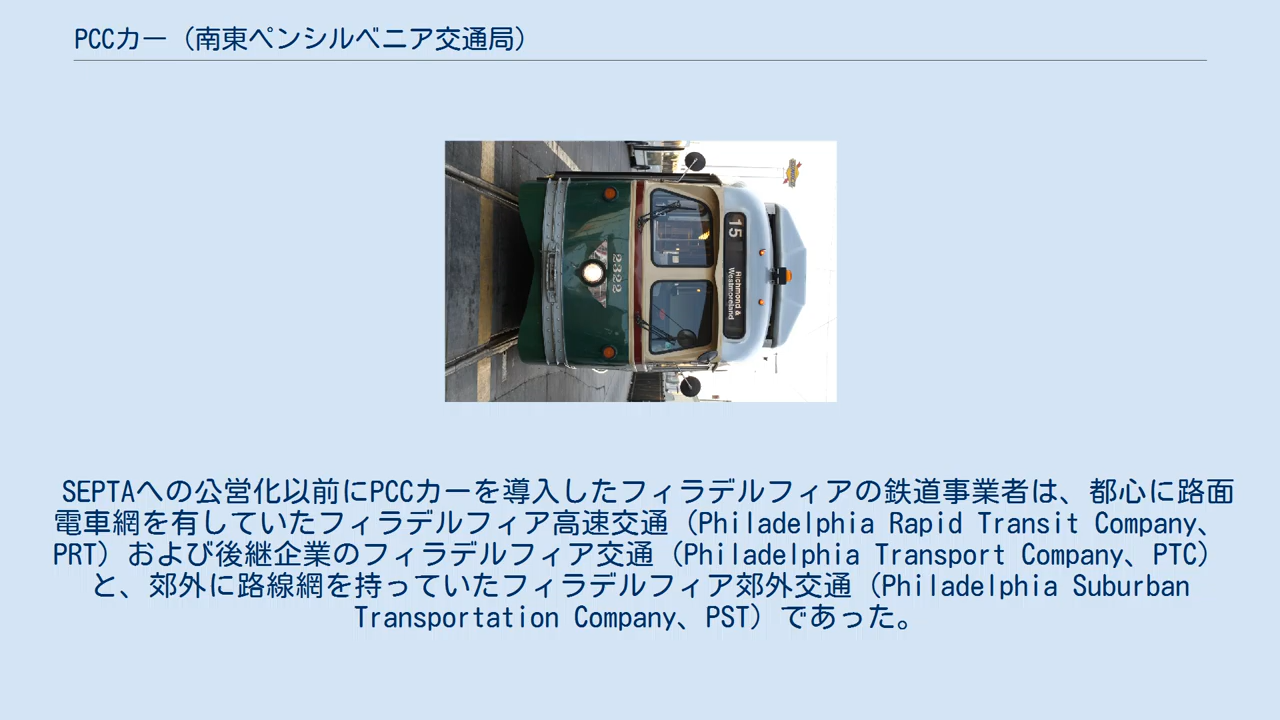 PCCカー（南東ペンシルベニア交通局）
15
Richmond &
Westmoreland
2322
SEPTAへの公営化以前にPCCカーを導入したフィラデルフィアの鉄道事業者は、都心に路面
電車網を有していたフィラデルフィア高速交通（Philadelphia Rapid Transit Company、
PRT）および後継企業のフィラデルフィア交通（Philadelphia Transport Company、PTC）
と、郊外に路線網を持っていたフィラデルフィア郊外交通（Philadelphia Suburban
Transportation Company、PST）であった。